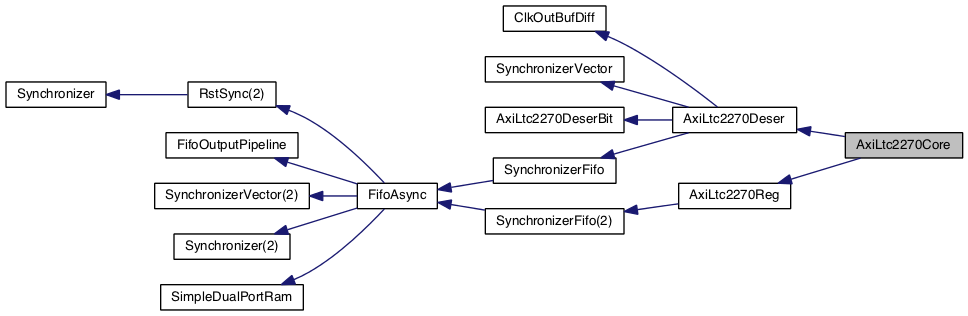 ClkOutBufDiff
SynchronizerVector
Synchronizer
RstSync(2)
AxiLtc2270DeserBit
AxiLtc2270Deser
FifoOutputPipeline
AxiLtc2270Core
SynchronizerFifo
SynchronizerVector(2)
FifoAsync
AxiLtc2270Reg
SynchronizerFifo(2)
Synchronizer(2)
SimpleDualPortRam